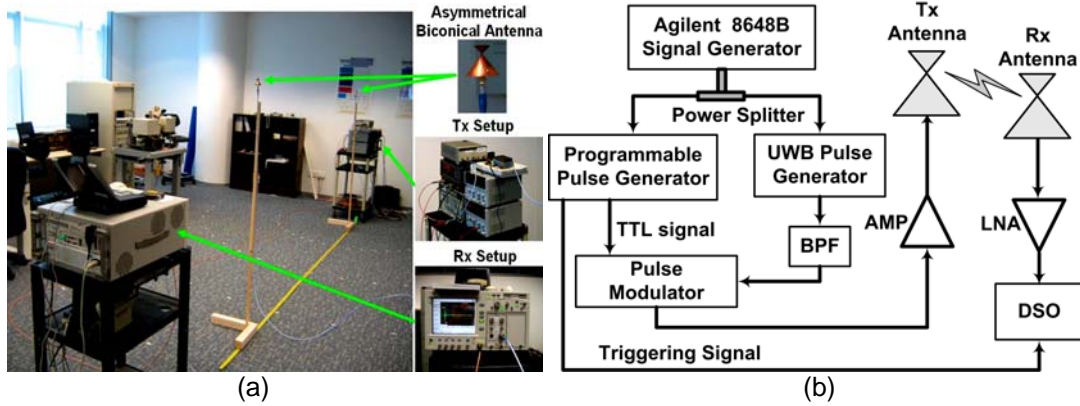 Asymmetrical
Biconical Antenna
Tx Setup
Rx Setup
(a)
Agilent 8648B
Signal Generator
Power Splitter
Programmable
Pulse Generator
UWB Pulse
Generator
TTL signal
BPF
Pulse
Modulator
Triggering Signal
AMP
Tx
Antenna
Rx
Antenna
LNA
DSO
(b)